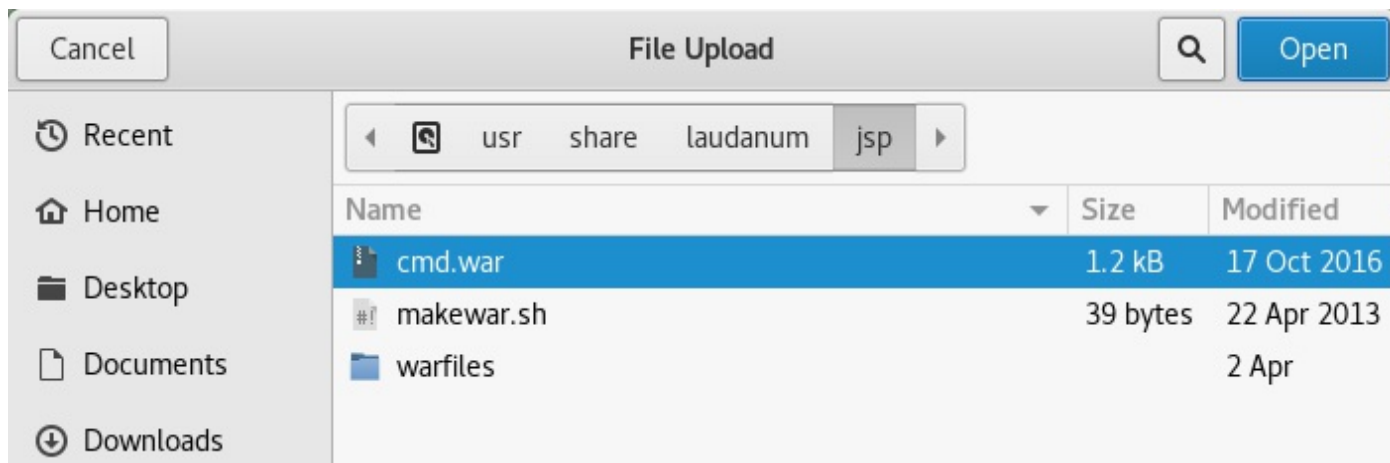 Cancel File Upload Open
Recent usr share laudanum jsp
Home Name Size Modified
cmd.war 1.2 kB 17 Oct 2016
Desktop makewar.sh 39 bytes 22 Apr 2013
Documents warfiles 2 Apr
Downloads